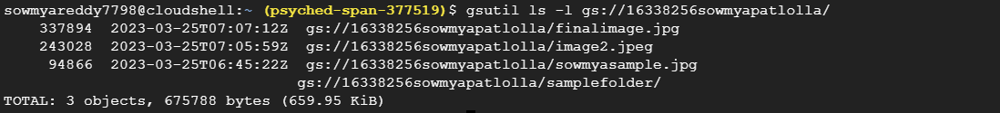 sowmyareddy7798@cloudshell:~ (psyched-span-377519)$ gsutil ls -l gs://16338256sowmyapatlolla/
337894 2023-03-25T07:07:12Z gs://16338256sowmyapatlolla/finalimage.jpg
243028 2023-03-25T07:05:59Z gs://16338256sowmyapatlolla/image2.jpeg
94866 2023-03-25T06:45:22Z gs://16338256sowmyapatlolla/sowmyasample.jpg
gs://16338256sowmyapatlolla/samplefolder/
TOTAL: 3 objects, 675788 bytes (659.95 KiB)